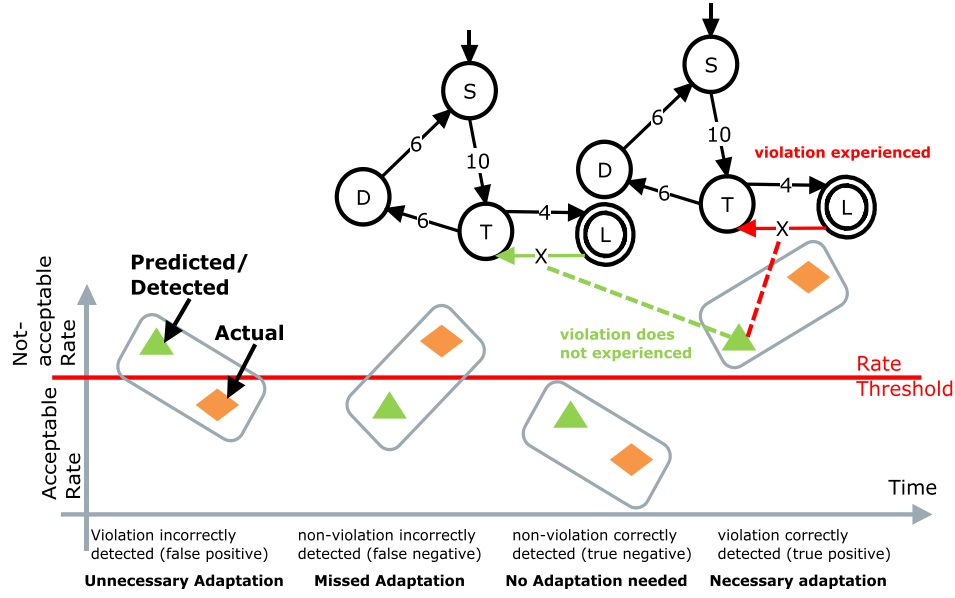 S
10
6
D
6
T
4
L
X
S
10
6
D
6
T
4
L
X
violation experienced
violation does
not experienced
Predicted/
Detected
Actual
Not-
acceptable
Rate
Acceptable
Rate
Rate
Threshold
Time
Violation incorrectly
detected (false positive)
Unnecessary Adaptation
non-violation incorrectly
detected (false negative)
Missed Adaptation
non-violation correctly
detected (true negative)
No Adaptation needed
violation correctly
detected (true positive)
Necessary adaptation